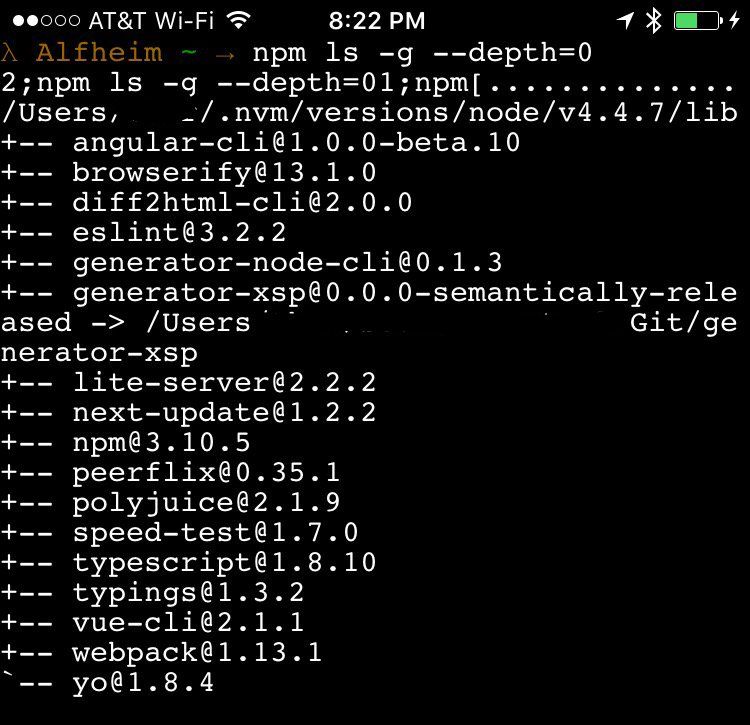 AT&T Wi-Fi 8:22 PM
λ Alfheim ~ → npm ls -g --depth=0
2;npm ls -g --depth=01;npm[..............
/Users/ /.nvm/versions/node/v4.4.7/lib
+-- angular-cli@1.0.0-beta.10
+-- browserify@13.1.0
+-- diff2html-cli@2.0.0
+-- eslint@3.2.2
+-- generator-node-cli@0.1.3
+-- generator-xsp@0.0.0-semantically-rele
ased -> /Users Git/ge
nerator-xsp
+-- lite-server@2.2.2
+-- next-update@1.2.2
+-- npm@3.10.5
+-- peerflix@0.35.1
+-- polyjuice@2.1.9
+-- speed-test@1.7.0
+-- typescript@1.8.10
+-- typings@1.3.2
+-- vue-cli@2.1.1
+-- webpack@1.13.1
`-- yo@1.8.4